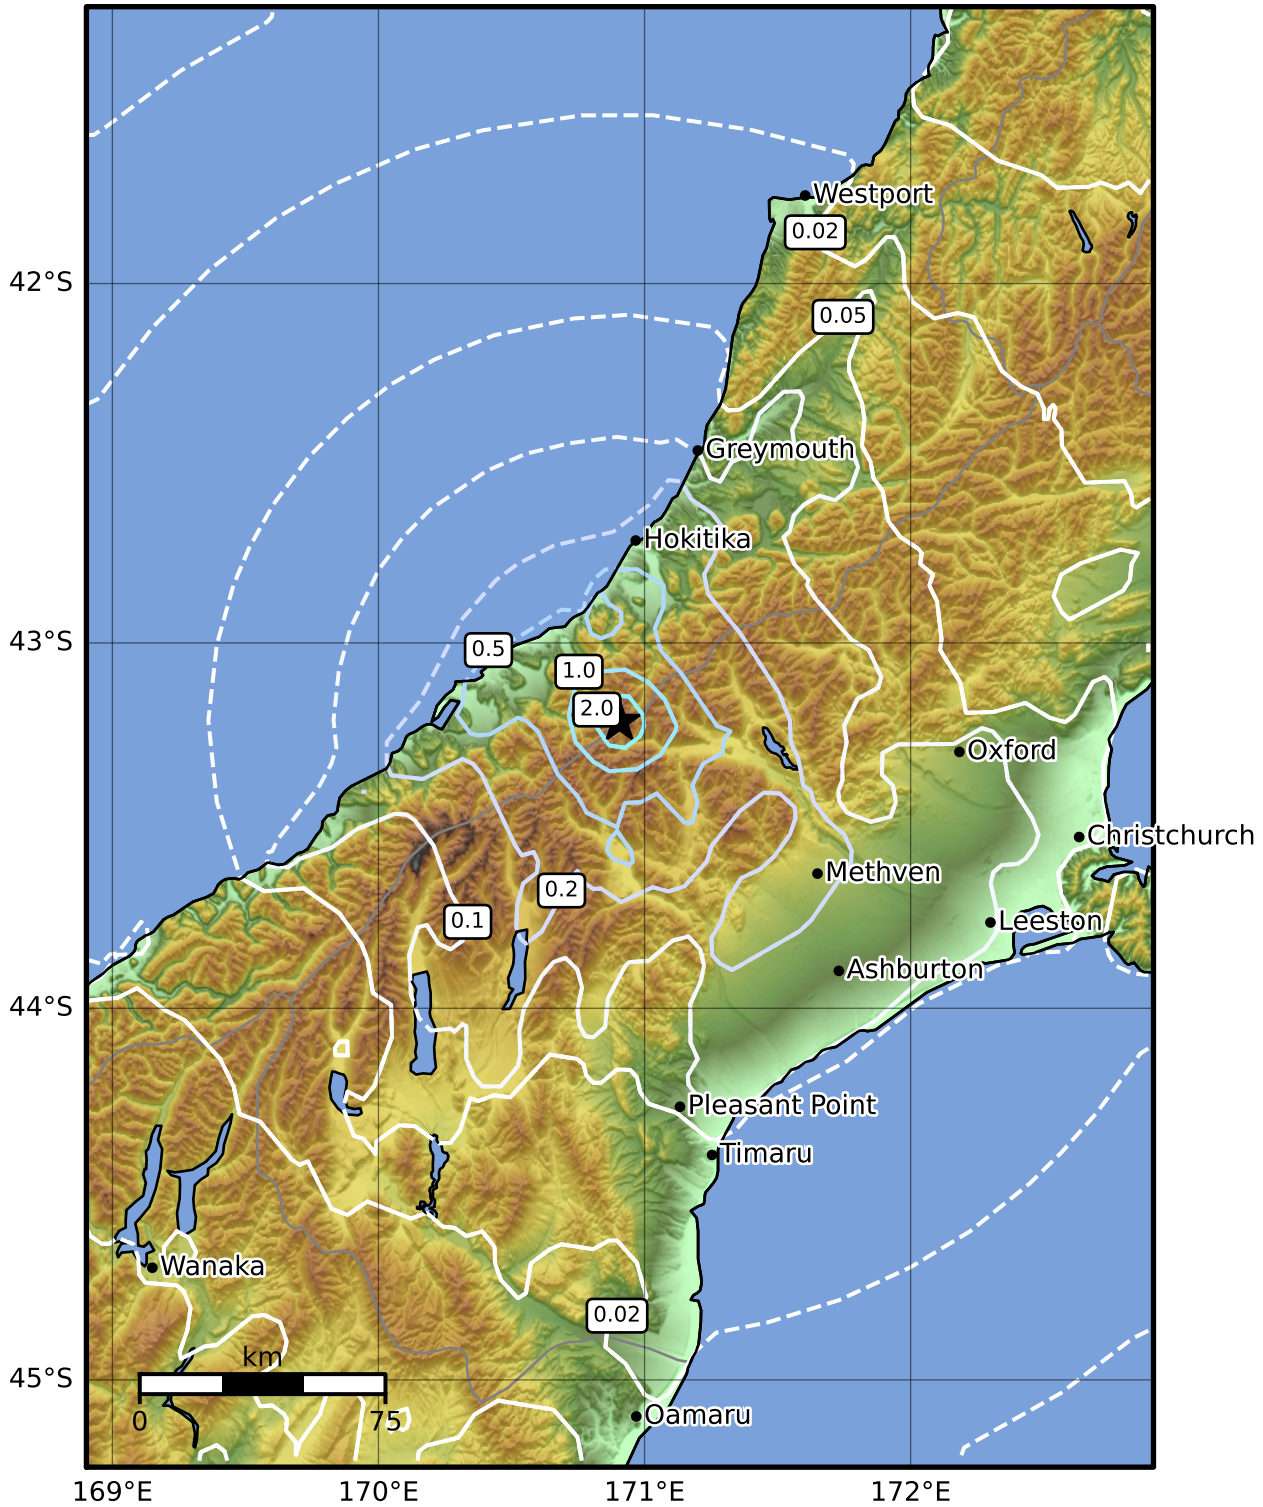 Westport
0.02
42°S
0.05
Greymouth
Hokitika
43°S
0.5
1.0
2.0
Oxford
Christchurch
Methven
0.2
0.1
Leeston
Ashburton
44°S
Pleasant Point
Timaru
Wanaka
0.02
km
45°S
0
75
Oamaru
169°E
170°E
171°E
172°E